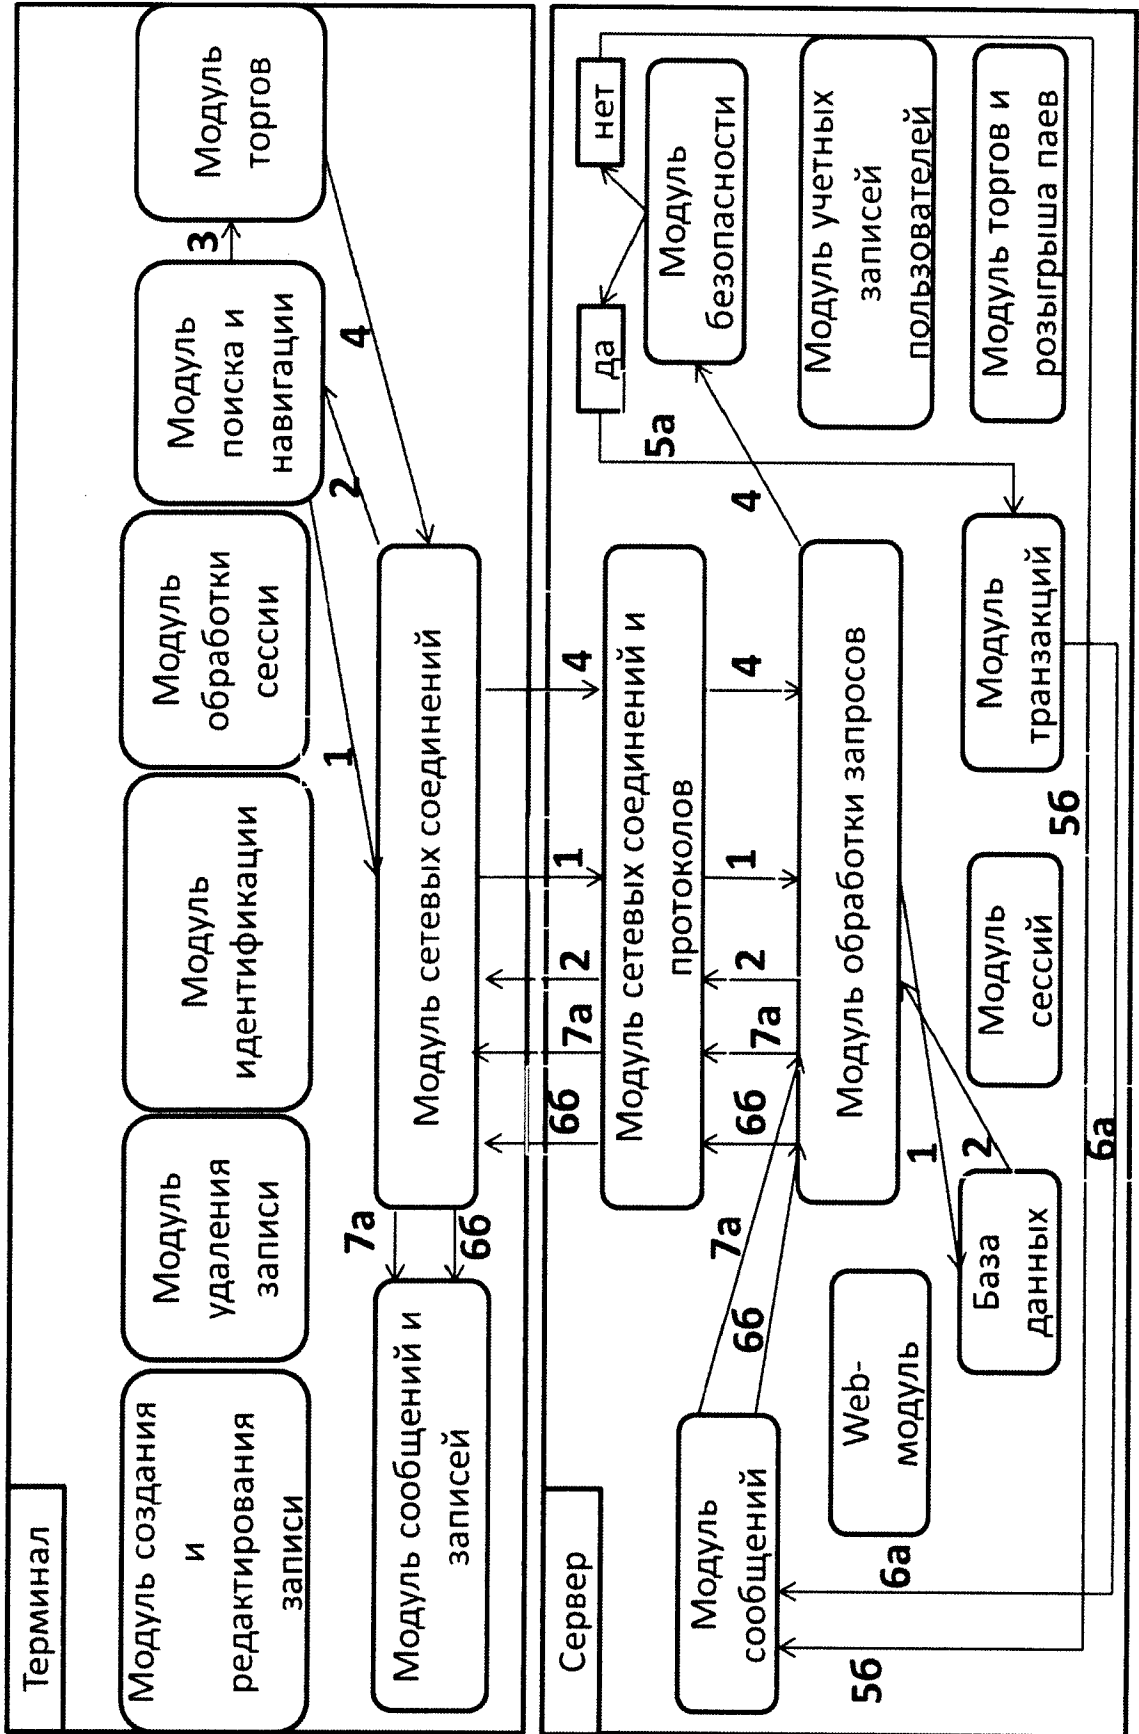 Терминал
Модуль создания
и
редактирования
записи
Модуль
удаления
записи
Модуль
идентификации
Модуль
обработки
сессии
Модуль
поиска и
навигации
3
Модуль
торгов
1
2
4
Модуль сообщений и
записей
7а
6б
Модуль сетевых соединений
6б
7а
2
1
4
Сервер
Модуль сетевых соединений и
протоколов
6б
7а
2
1
4
Модуль
сообщений
7а
6б
Модуль обработки запросов
4
да
нет
Модуль
безопасности
5а
Модуль учетных
записей
пользователей
Web-
модуль
1
2
База
данных
Модуль
сессий
Модуль
транзакций
Модуль торгов и
розыгрыша паев
5б
6а
5б
6а